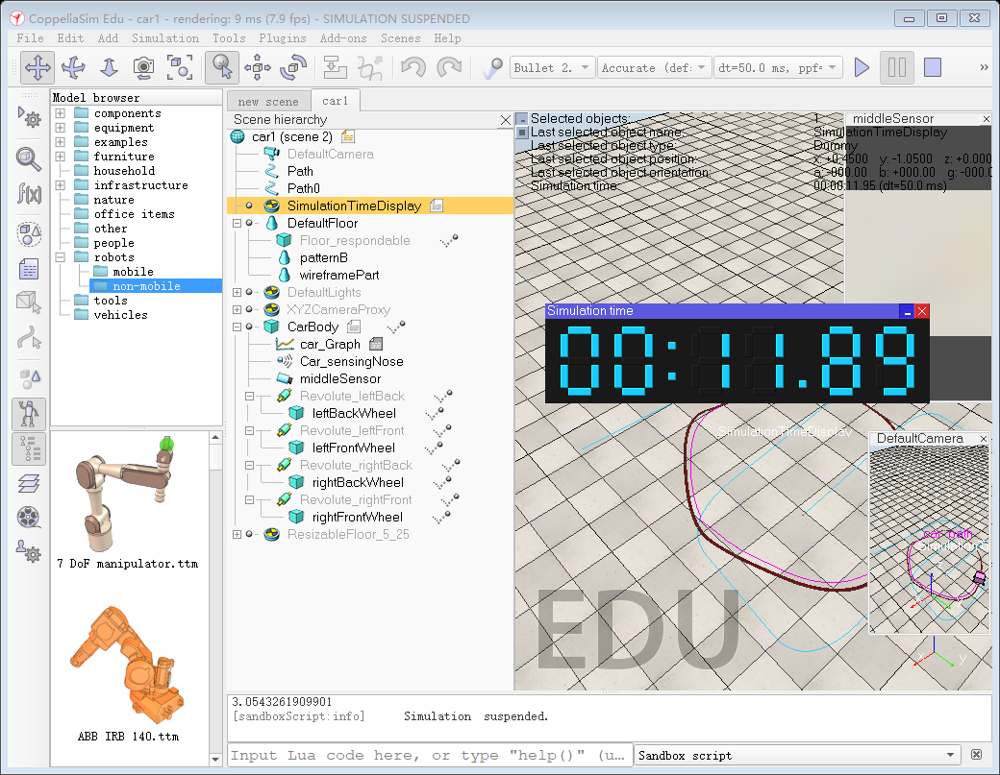 CoppeliaSim Edu - car1 - rendering: 9 ms (7.9 fps) - SIMULATION SUSPENDED
File Edit Add Simulation Tools Plugins Add-ons Scenes Help
Bullet 2. Accurate (def: dt=50.0 ms, ppf= »
Model browser
components
equipment
examples
furniture
household
infrastructure
nature
office items
other
people
robots
mobile
non-mobile
tools
vehicles
7 DoF manipulator.ttm
ABB IRB 140.ttm
new scene car1
Scene hierarchy
car1 (scene 2)
DefaultCamera
Path
Path0
SimulationTimeDisplay
DefaultFloor
Floor_respondable
patternB
wireframePart
DefaultLights
XYZCameraProxy
CarBody
car_Graph
Car_sensingNose
middleSensor
Revolute_leftBack
leftBackWheel
Revolute_leftFront
leftFrontWheel
Revolute_rightBack
rightBackWheel
Revolute_rightFront
rightFrontWheel
ResizableFloor_5_25
Selected objects: 1
Last selected object name: SimulationTimeDisplay
Last selected object type: Dummy
Last selected object position: x: +0.4500 y: -1.0500 z: +0.000
Last selected object orientation: a: -000.00 b: +000.00 g: -000.0
Simulation time: 00:00:11.95 (dt=50.0 ms)
middleSensor
Simulation time
00:11.89
SimulationTimeDisplay
DefaultCamera
car_path
EDU
x y
3.0543261909901
[sandboxScript:info] Simulation suspended.
Input Lua code here, or type "help()" (u...
Sandbox script